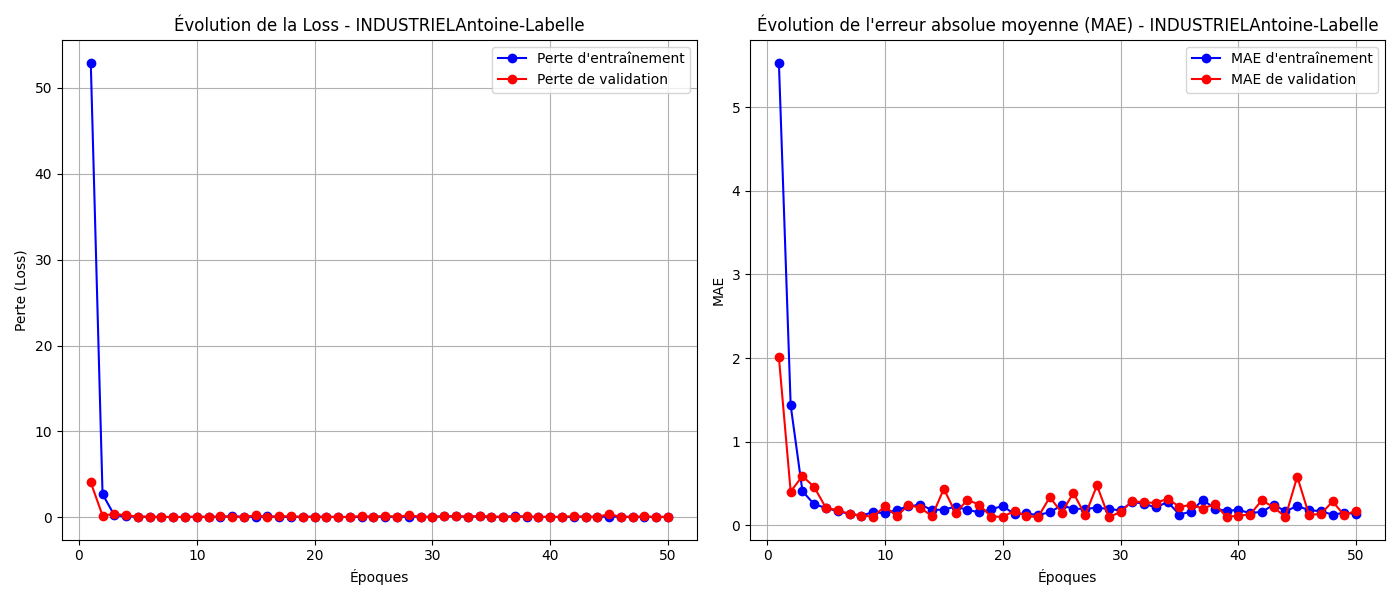 Évolution de la Loss - INDUSTRIELAntoine-Labelle
Perte d'entraînement
Perte de validation
Perte (Loss)
50
40
30
20
10
0
0
10
20
30
40
50
Époques
Évolution de l'erreur absolue moyenne (MAE) - INDUSTRIELAntoine-Labelle
MAE d'entraînement
MAE de validation
MAE
5
4
3
2
1
0
0
10
20
30
40
50
Époques